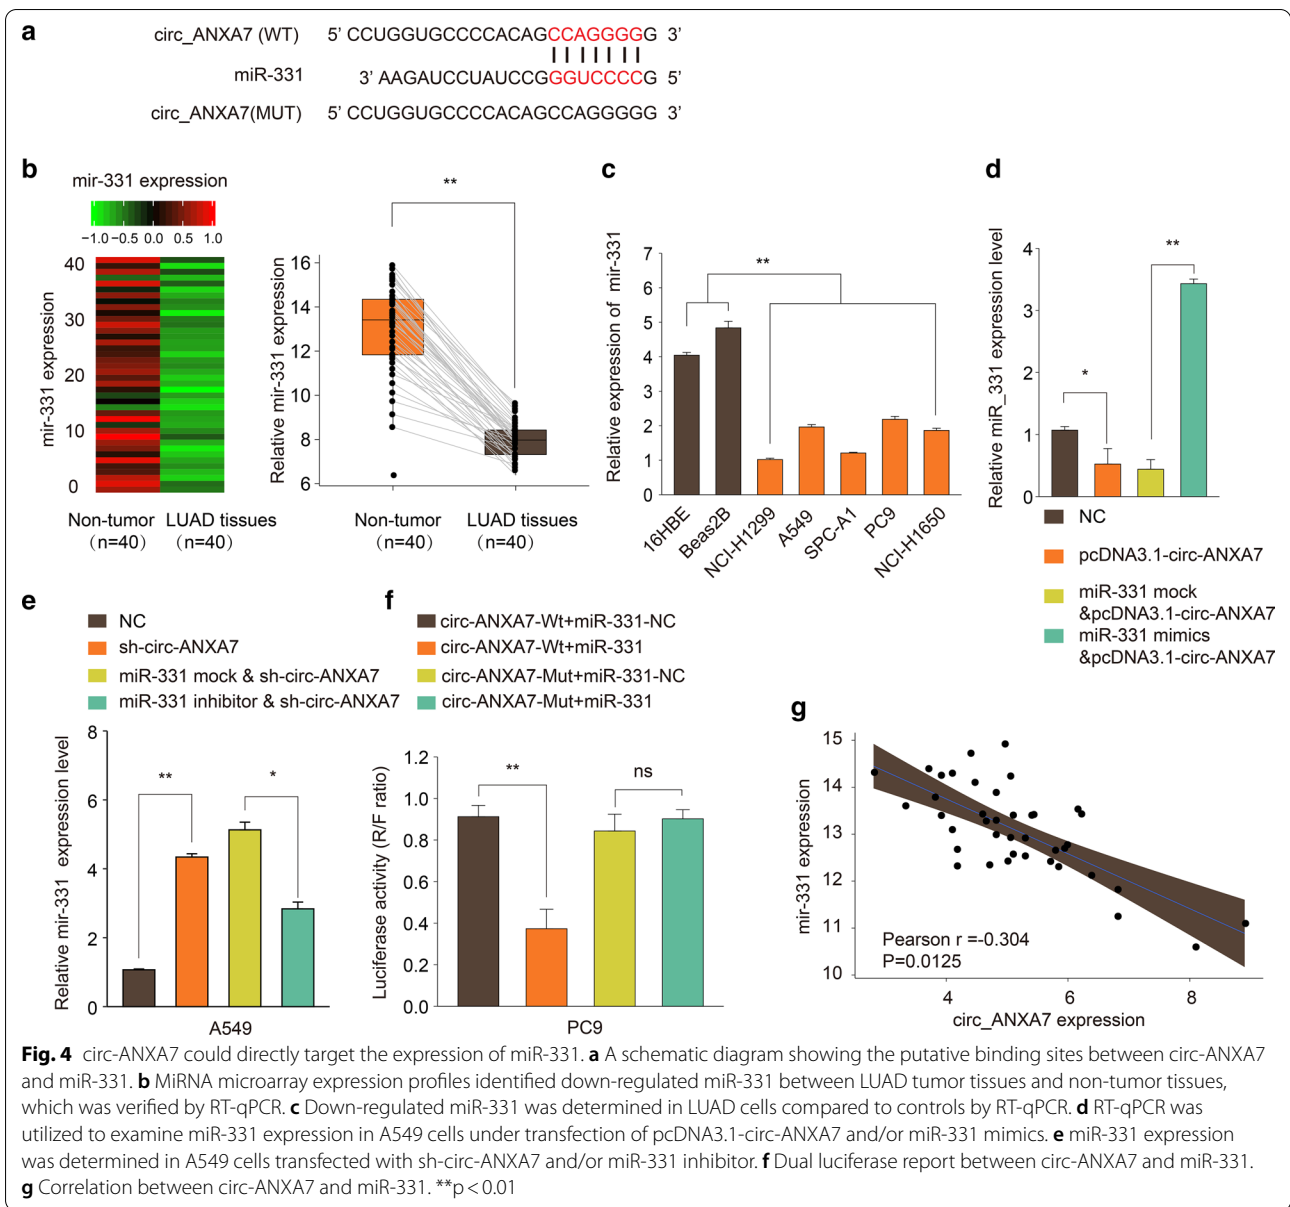 a
circ_ANXA7 (WT) 5’ CCUGGUGCCCCACAGCCAGGGGG 3’
miR-331 3’ AAGAUCCUAUCCGGGUCCCCG 5’
circ_ANXA7(MUT) 5’ CCUGGUGCCCCACAGCCAGGGGG 3’
b
mir-331 expression
−1.0 −0.5 0.0 0.5 1.0
mir-331 expression
40
30
20
10
0
Non-tumor LUAD tissues
(n=40) (n=40)
**
Relative mir-331 expression
16
14
12
10
8
6
Non-tumor LUAD tissues
(n=40) (n=40)
c
Relative expression of mir-331
7
6
5
4
3
2
1
0
**
16HBE Beas2B NCI-H1299 A549 SPC-A1 PC9 NCI-H1650
d
Relative miR_331 expression level
4
3
2
1
0
*
**
NC
pcDNA3.1-circ-ANXA7
miR-331 mock
&pcDNA3.1-circ-ANXA7
miR-331 mimics
&pcDNA3.1-circ-ANXA7
e
NC
sh-circ-ANXA7
miR-331 mock & sh-circ-ANXA7
miR-331 inhibitor & sh-circ-ANXA7
Relative mir-331 expression level
8
6
4
2
0
**
*
A549
f
circ-ANXA7-Wt+miR-331-NC
circ-ANXA7-Wt+miR-331
circ-ANXA7-Mut+miR-331-NC
circ-ANXA7-Mut+miR-331
Luciferase activity (R/F ratio)
1.2
1.0
0.8
0.6
0.4
0.2
0.0
**
ns
PC9
g
mir-331 expression
15
14
13
12
11
10
Pearson r =-0.304
P=0.0125
4 6 8
circ_ANXA7 expression
Fig. 4 circ-ANXA7 could directly target the expression of miR-331. a A schematic diagram showing the putative binding sites between circ-ANXA7
and miR-331. b MiRNA microarray expression profiles identified down-regulated miR-331 between LUAD tumor tissues and non-tumor tissues,
which was verified by RT-qPCR. c Down-regulated miR-331 was determined in LUAD cells compared to controls by RT-qPCR. d RT-qPCR was
utilized to examine miR-331 expression in A549 cells under transfection of pcDNA3.1-circ-ANXA7 and/or miR-331 mimics. e miR-331 expression
was determined in A549 cells transfected with sh-circ-ANXA7 and/or miR-331 inhibitor. f Dual luciferase report between circ-ANXA7 and miR-331.
g Correlation between circ-ANXA7 and miR-331. **p < 0.01